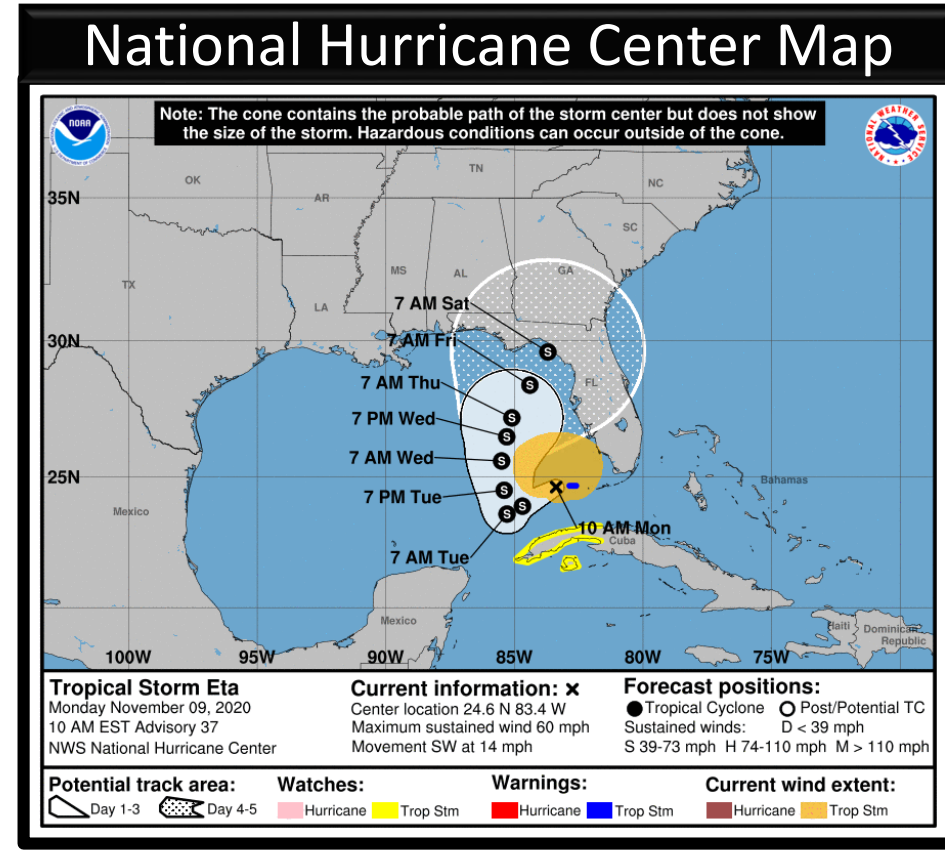 National Hurricane Center Map
NOAA
Note: The cone contains the probable path of the storm center but does not show
the size of the storm. Hazardous conditions can occur outside of the cone.
NATIONAL WEATHER SERVICE
OK
TN
NC
AR
35N
SC
MS
AL
GA
TX
LA
7 AM Sat
30N
7 AM Fri
7 AM Thu
FL
7 PM Wed
7 AM Wed
25N
Bahamas
7 PM Tue
Mexico
10 AM Mon
Cuba
7 AM Tue
Mexico
Haiti
Dominican
Republic
100W
95W
90W
85W
80W
75W
S
S
S
S
S
S
S
S
Tropical Storm Eta
Monday November 09, 2020
10 AM EST Advisory 37
NWS National Hurricane Center
Current information: x
Center location 24.6 N 83.4 W
Maximum sustained wind 60 mph
Movement SW at 14 mph
Forecast positions:
Tropical Cyclone Post/Potential TC
Sustained winds: D < 39 mph
S 39-73 mph H 74-110 mph M > 110 mph
Potential track area:
Day 1-3 Day 4-5
Watches:
Hurricane Trop Stm
Warnings:
Hurricane Trop Stm
Current wind extent:
Hurricane Trop Stm